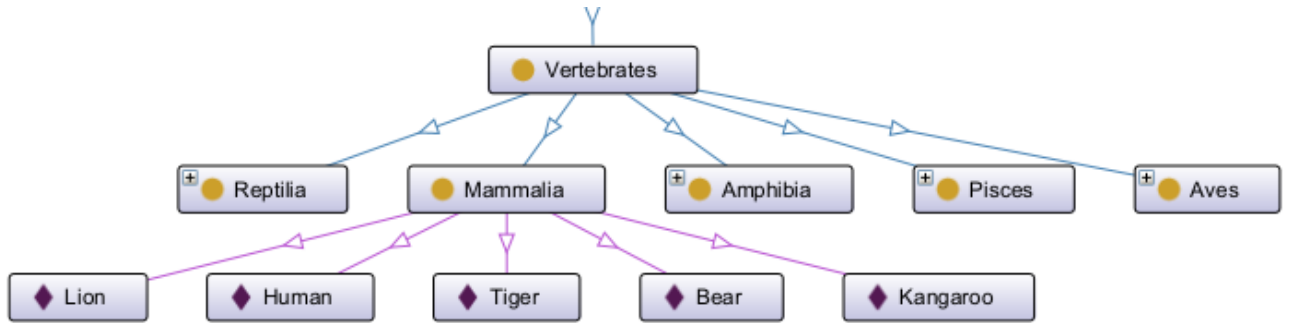 Vertebrates
Reptilia
Mammalia
Amphibia
Pisces
Aves
Lion
Human
Tiger
Bear
Kangaroo